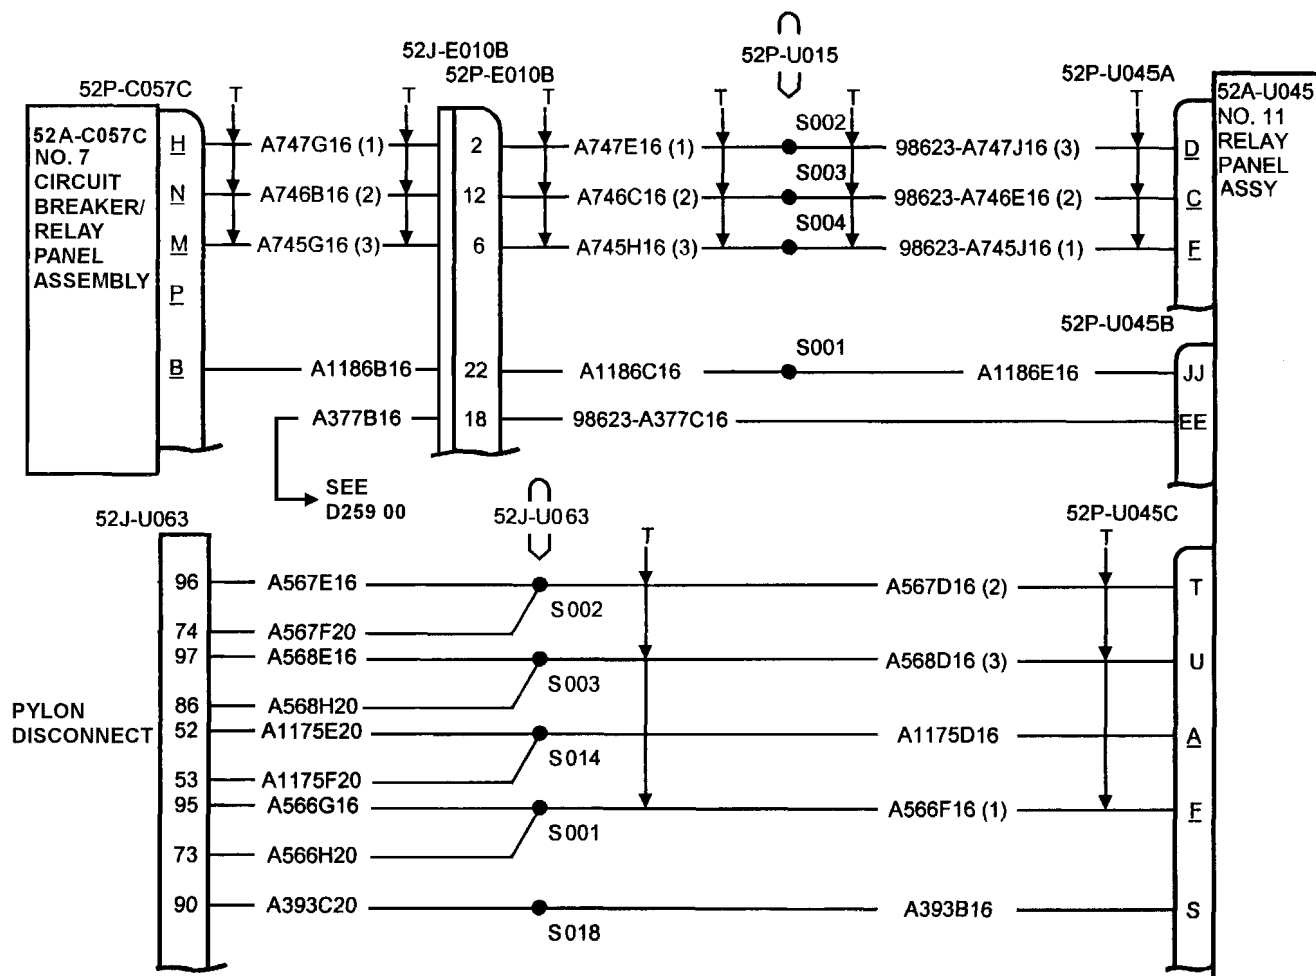 52J-E010B
52P-U015
52P-C057C
52P-E010B
52P-U045A
T
T
T
T
T
T
52A-C057C
NO. 7
CIRCUIT
BREAKER/
RELAY
PANEL
ASSEMBLY
52A-U045
NO. 11
RELAY
PANEL
ASSY
H A747G16 (1) 2 A747E16 (1) S002 98623-A747J16 (3) D
N A746B16 (2) 12 A746C16 (2) S003 98623-A746E16 (2) C
M A745G16 (3) 6 A745H16 (3) S004 98623-A745J16 (1) F
P
52P-U045B
B A1186B16 22 A1186C16 S001 A1186E16 JJ
A377B16 18 98623-A377C16 EE
SEE
D259 00
52J-U063
52J-U063
52P-U045C
T
T
96 A567E16 S002 A567D16 (2) T
74 A567F20
97 A568E16 S003 A568D16 (3) U
86 A568H20
PYLON
DISCONNECT
52 A1175E20 S014 A1175D16 A
53 A1175F20
95 A566G16 S001 A566F16 (1) F
73 A566H20
90 A393C20 S018 A393B16 S